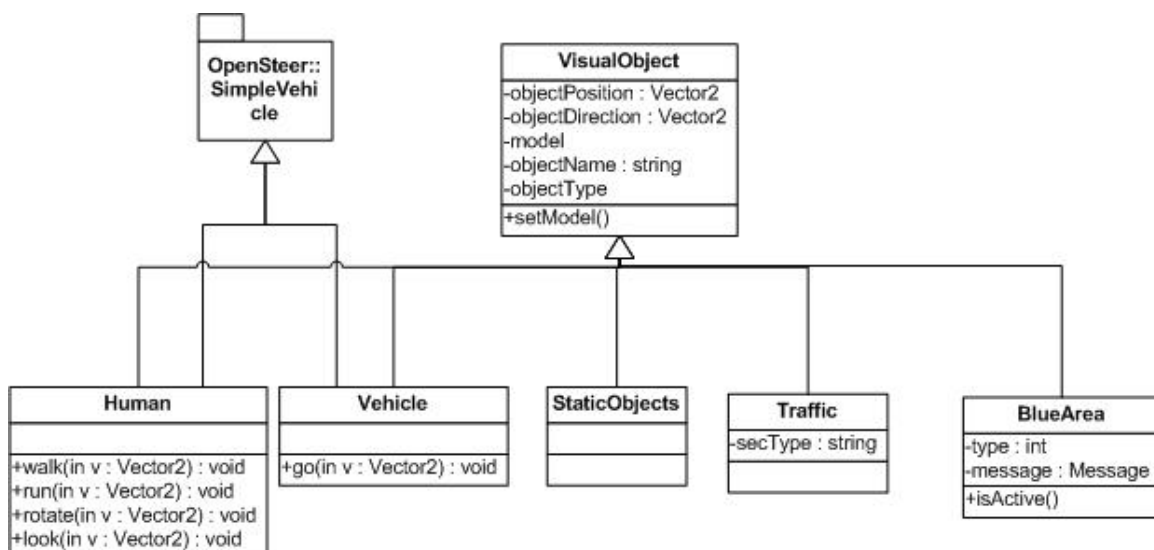 OpenSteer::
SimpleVehi
cle
VisualObject
-objectPosition : Vector2
-objectDirection : Vector2
-model
-objectName : string
-objectType
+setModel()
Human
+walk(in v : Vector2) : void
+run(in v : Vector2) : void
+rotate(in v : Vector2) : void
+look(in v : Vector2) : void
Vehicle
+go(in v : Vector2) : void
StaticObjects
Traffic
-secType : string
BlueArea
-type : int
-message : Message
+isActive()